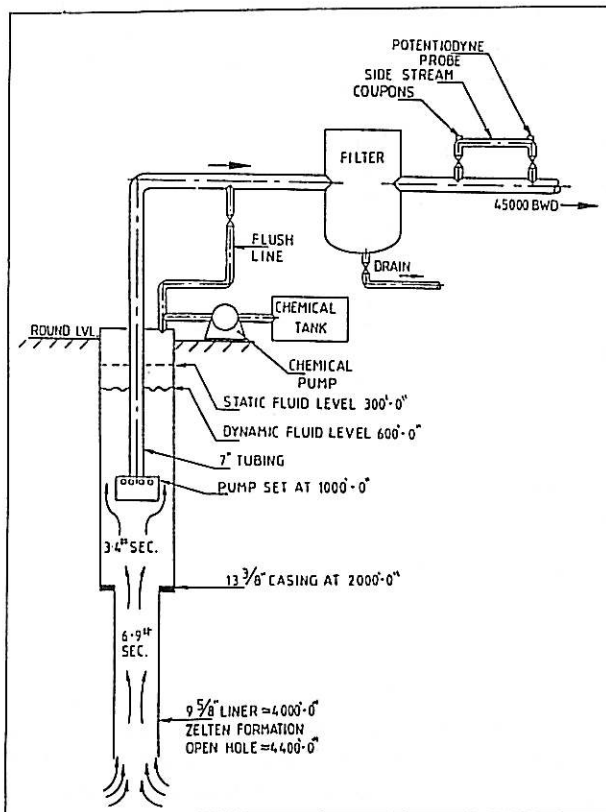 POTENTIODYNE
PROBE
SIDE STREAM
COUPONS
FILTER
45000 BWD
FLUSH
LINE
DRAIN
CHEMICAL
TANK
ROUND LVL.
CHEMICAL
PUMP
STATIC FLUID LEVEL 300'-0"
DYNAMIC FLUID LEVEL 600'-0"
7" TUBING
PUMP SET AT 1000'-0"
3·4ft SEC.
13 3/8" CASING AT 2000'-0"
6·9ft
SEC.
9 5/8" LINER =4000'-0"
ZELTEN FORMATION
OPEN HOLE =4400'-0"